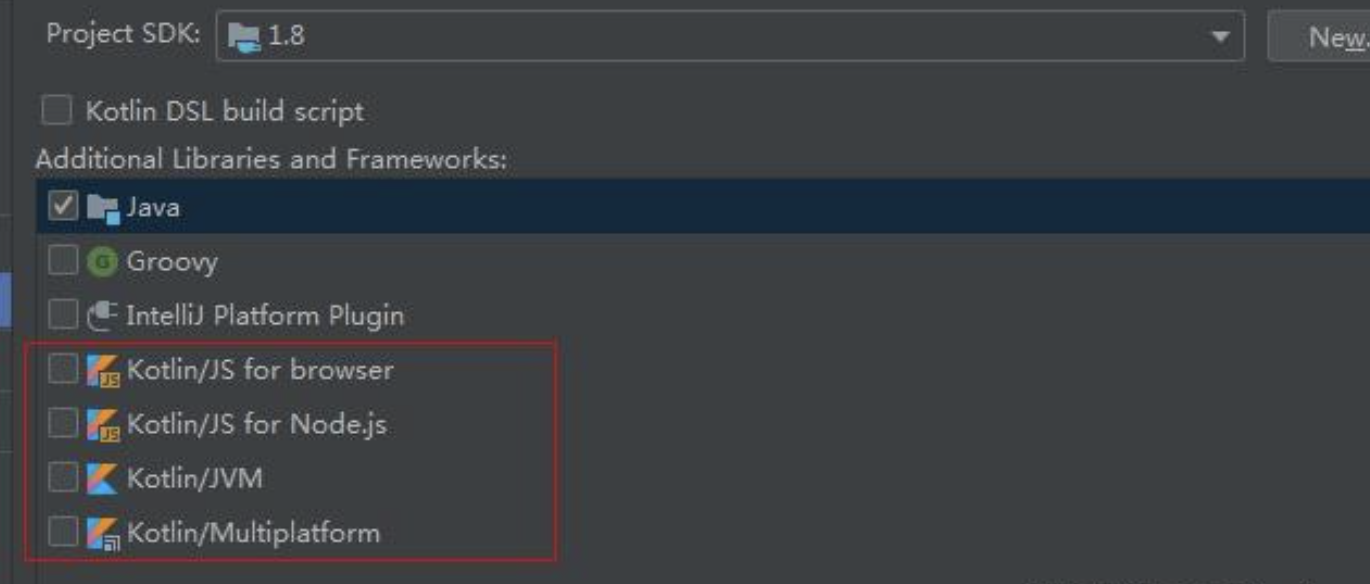 Project SDK: 1.8 New.
Kotlin DSL build script
Additional Libraries and Frameworks:
Java
Groovy
IntelliJ Platform Plugin
Kotlin/JS for browser
Kotlin/JS for Node.js
Kotlin/JVM
Kotlin/Multiplatform